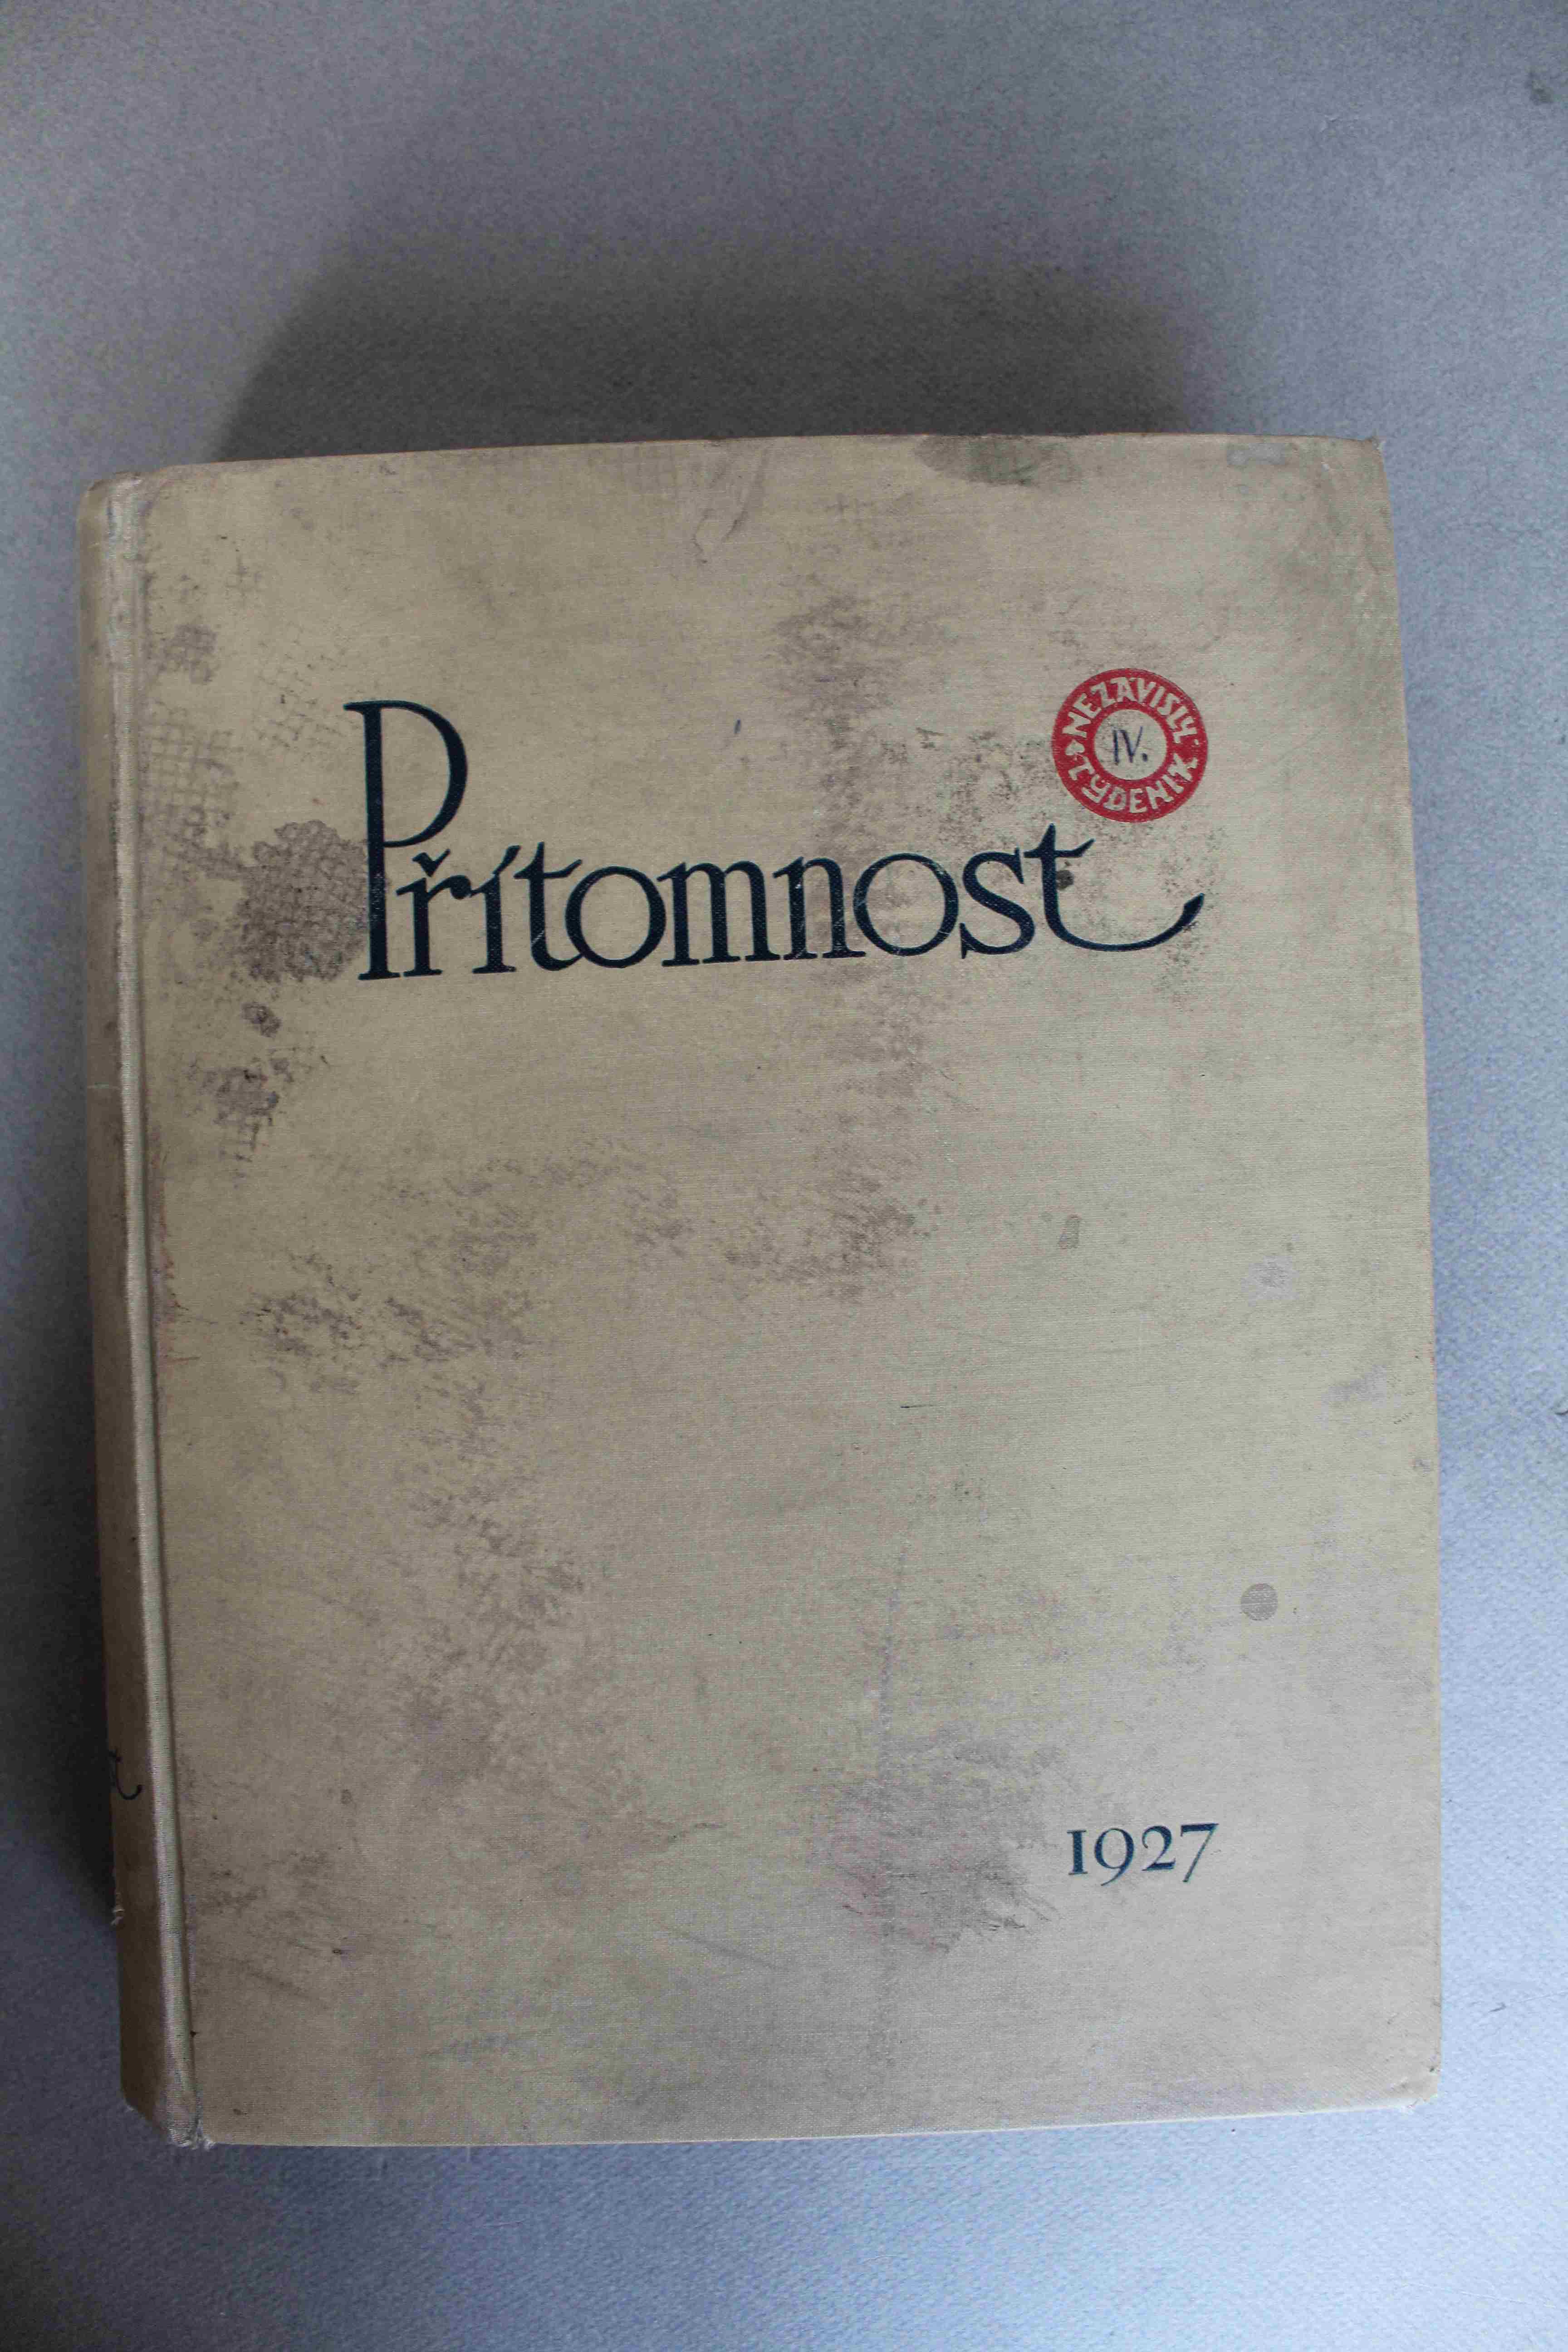 NEZÁVISLÝ TÝDENÍK
IV.
Přítomnost
1927